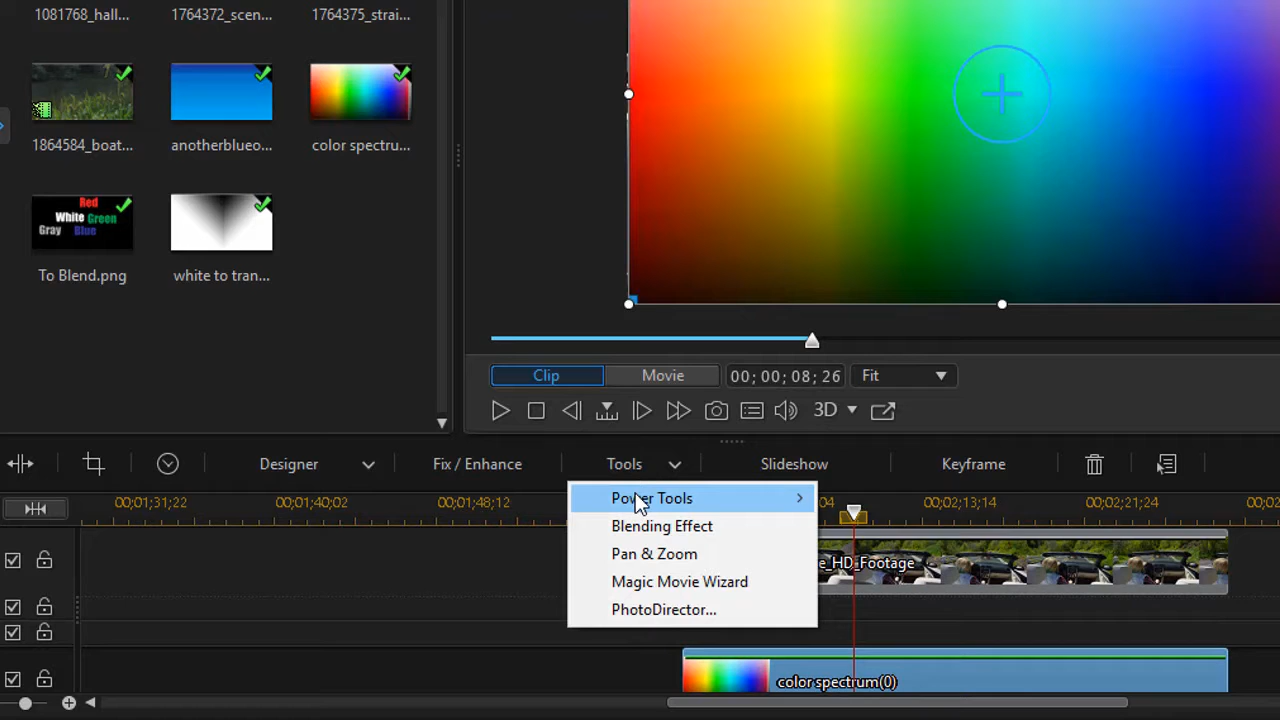 1081768_hall...
1764372_scen...
1764375_strai...
1864584_boat...
anotherblueo...
color spectru...
Red
White Green
Gray Blue
To Blend.png
white to tran...
Clip
Movie
00; 00; 08; 26
Fit
3D
Designer
Fix / Enhance
Tools
Slideshow
Keyframe
00;01;31;22
00;01;40;02
00;01;48;12
04
00;02;13;14
00;02;21;24
00;02
Power Tools
Blending Effect
Pan & Zoom
Magic Movie Wizard
PhotoDirector...
e_HD_Footage
color spectrum(0)